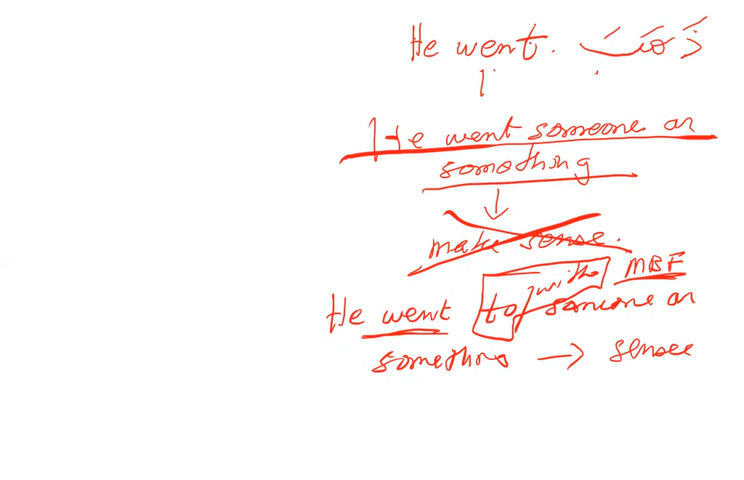 He went. ذَهَبَ
He went someone or
something
make sense.
He went to/with someone or
MBF
something → sense